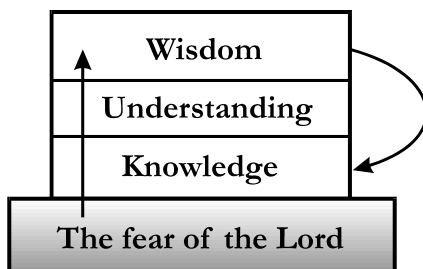 Wisdom
Understanding
Knowledge
The fear of the Lord